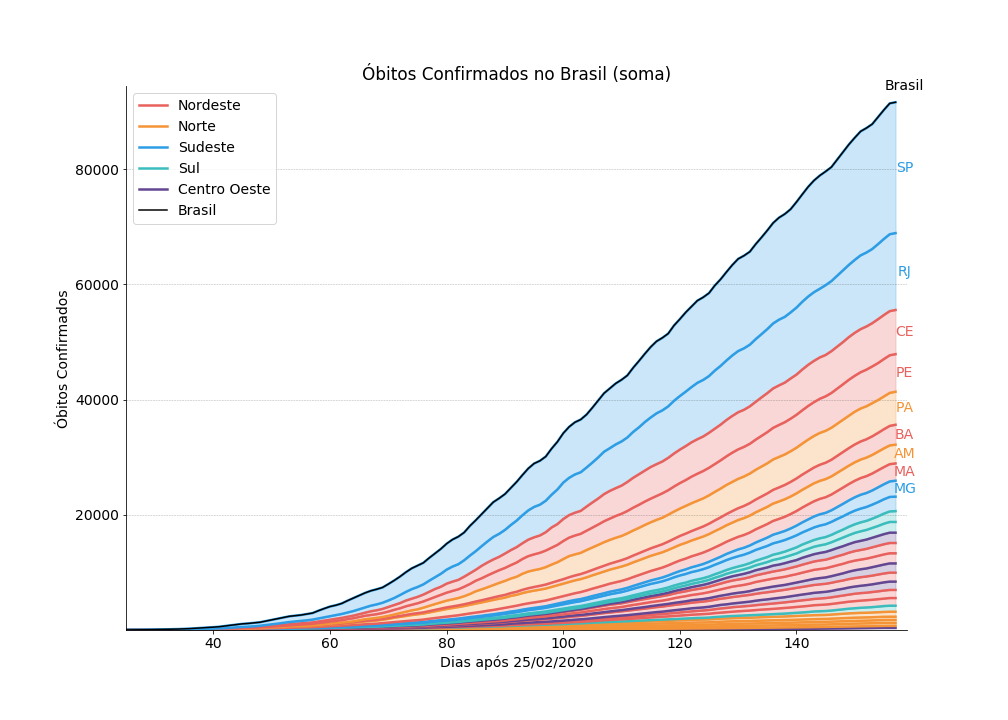 Óbitos Confirmados no Brasil (soma)
Brasil
Nordeste
Norte
Sudeste
Sul
Centro Oeste
Brasil
80000
60000
40000
20000
Óbitos Confirmados
SP
RJ
CE
PE
PA
BA
AM
MA
MG
40 60 80 100 120 140
Dias após 25/02/2020